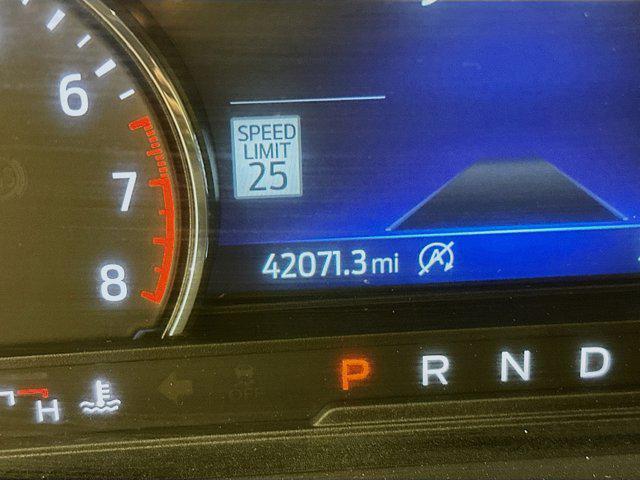 6
7
8
SPEED
LIMIT
25
42071.3 mi
A
P R N D
H
OFF